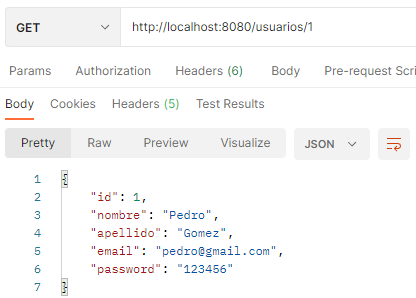 GET http://localhost:8080/usuarios/1
Params Authorization Headers (6) Body Pre-request Scri
Body Cookies Headers (5) Test Results
Pretty Raw Preview Visualize JSON
1 {
2 "id": 1,
3 "nombre": "Pedro",
4 "apellido": "Gomez",
5 "email": "pedro@gmail.com",
6 "password": "123456"
7 }